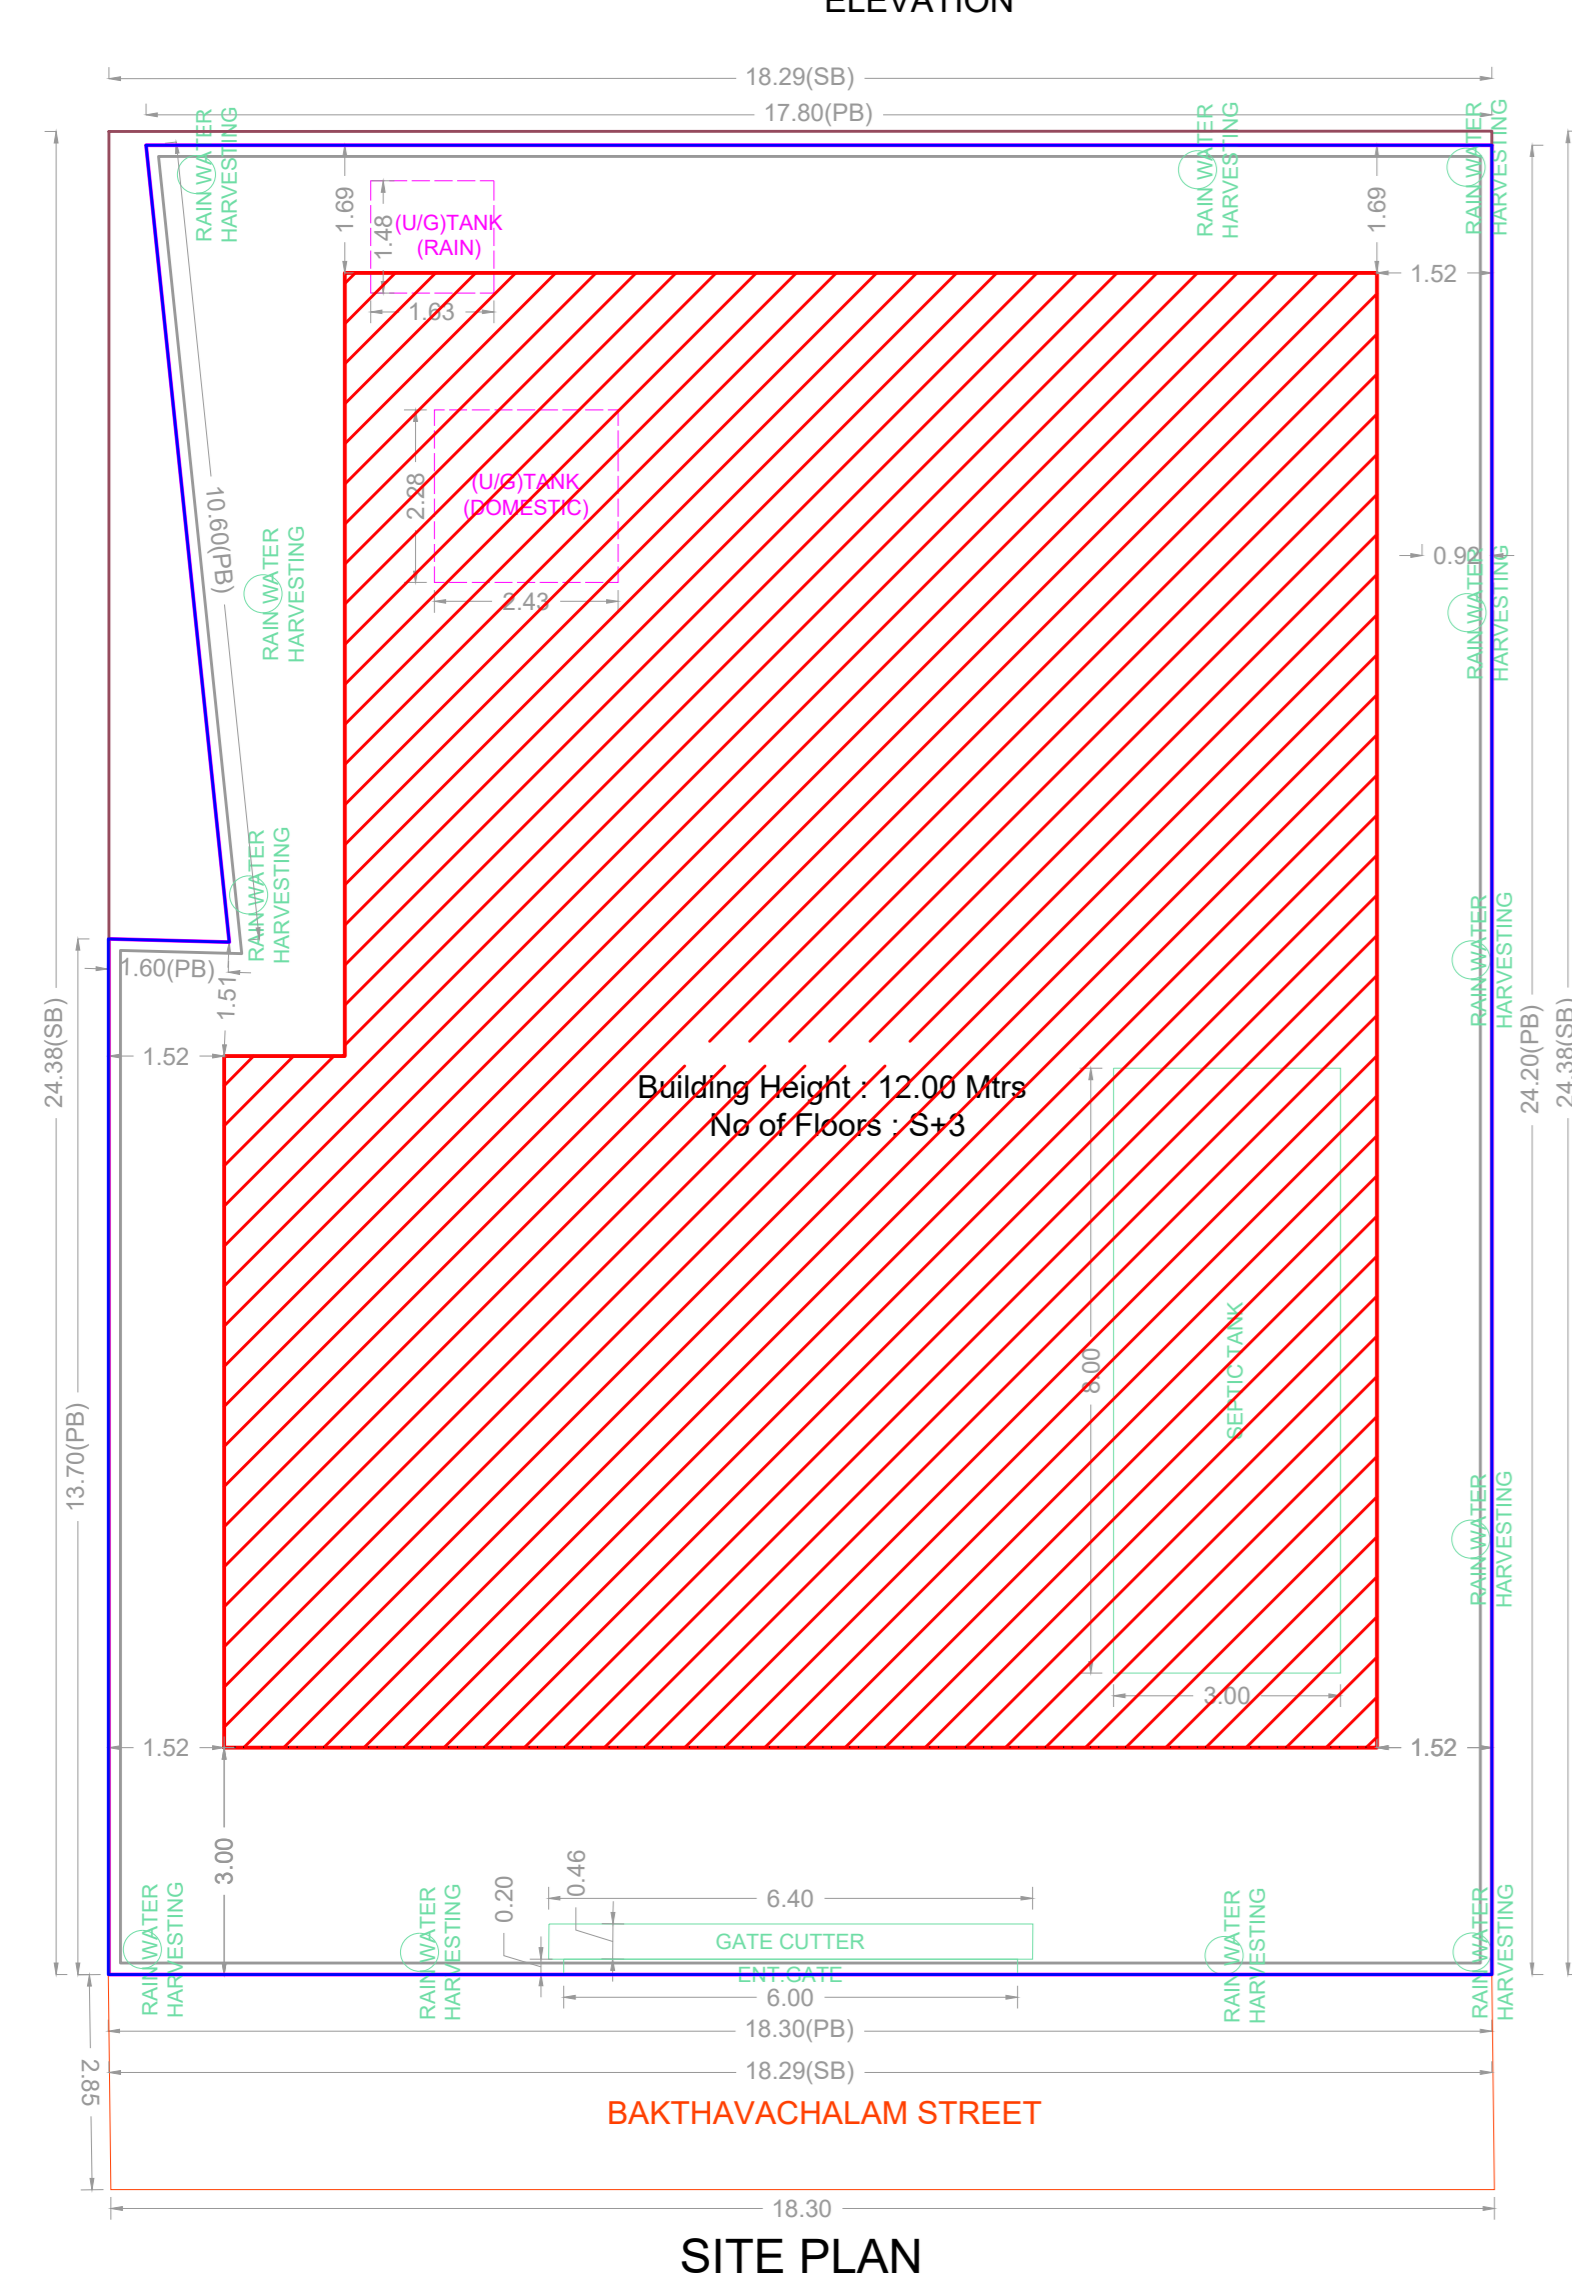 ELEVATION
18.29(SB)
17.80(PB)
RAIN WATER
HARVESTING
RAIN WATER
HARVESTING
RAIN WATER
HARVESTING
1.69
1.48
(U/G)TANK
(RAIN)
1.63
1.69
1.52
10.60(PB)
2.28
(U/G)TANK
(DOMESTIC)
2.43
RAIN WATER
HARVESTING
0.92
RAIN WATER
HARVESTING
RAIN WATER
HARVESTING
RAIN WATER
HARVESTING
1.60(PB)
1.51
1.52
24.38(SB)
24.20(PB)
24.38(SB)
Building Height : 12.00 Mtrs
No of Floors : S+3
8.00
SEPTIC TANK
3.00
13.70(PB)
RAIN WATER
HARVESTING
1.52
1.52
3.00
0.20
0.46
6.40
GATE CUTTER
ENT.GATE
6.00
RAIN WATER
HARVESTING
RAIN WATER
HARVESTING
RAIN WATER
HARVESTING
RAIN WATER
HARVESTING
18.30(PB)
18.29(SB)
2.85
BAKTHAVACHALAM STREET
18.30
SITE PLAN